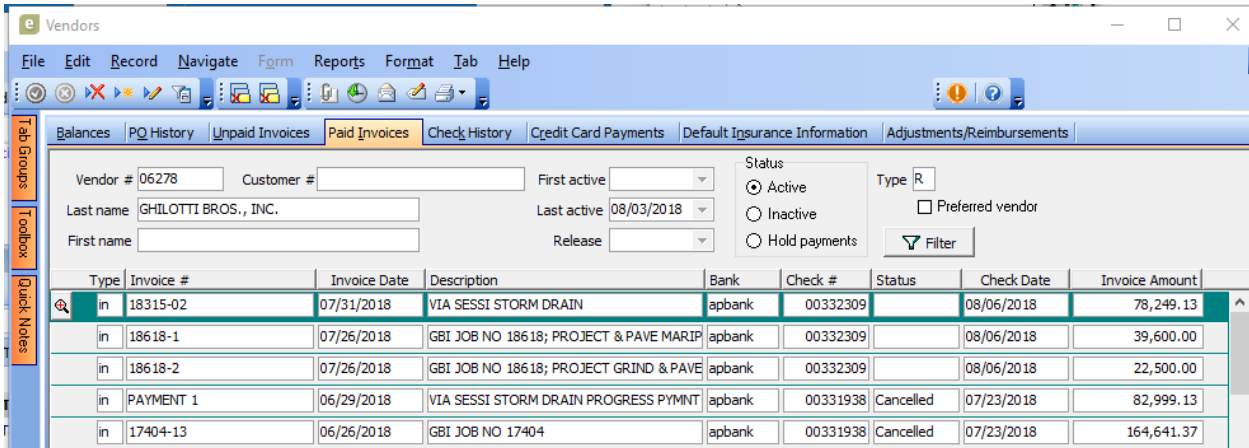 e Vendors
File Edit Record Navigate Form Reports Format Tab Help
Tab Groups
Toolbox
Quick Notes
Balances PO History Unpaid Invoices Paid Invoices Check History Credit Card Payments Default Insurance Information Adjustments/Reimbursements
Vendor # 06278 Customer # First active Status Type R
Active
Last name GHILOTTI BROS., INC. Last active 08/03/2018 Inactive Preferred vendor
First name Release Hold payments Filter
Type Invoice # Invoice Date Description Bank Check # Status Check Date Invoice Amount
in 18315-02 07/31/2018 VIA SESSI STORM DRAIN apbank 00332309 08/06/2018 78,249.13
in 18618-1 07/26/2018 GBI JOB NO 18618; PROJECT & PAVE MARIP apbank 00332309 08/06/2018 39,600.00
in 18618-2 07/26/2018 GBI JOB NO 18618; PROJECT GRIND & PAVE apbank 00332309 08/06/2018 22,500.00
in PAYMENT 1 06/29/2018 VIA SESSI STORM DRAIN PROGRESS PYMNT apbank 00331938 Cancelled 07/23/2018 82,999.13
in 17404-13 06/26/2018 GBI JOB NO 17404 apbank 00331938 Cancelled 07/23/2018 164,641.37